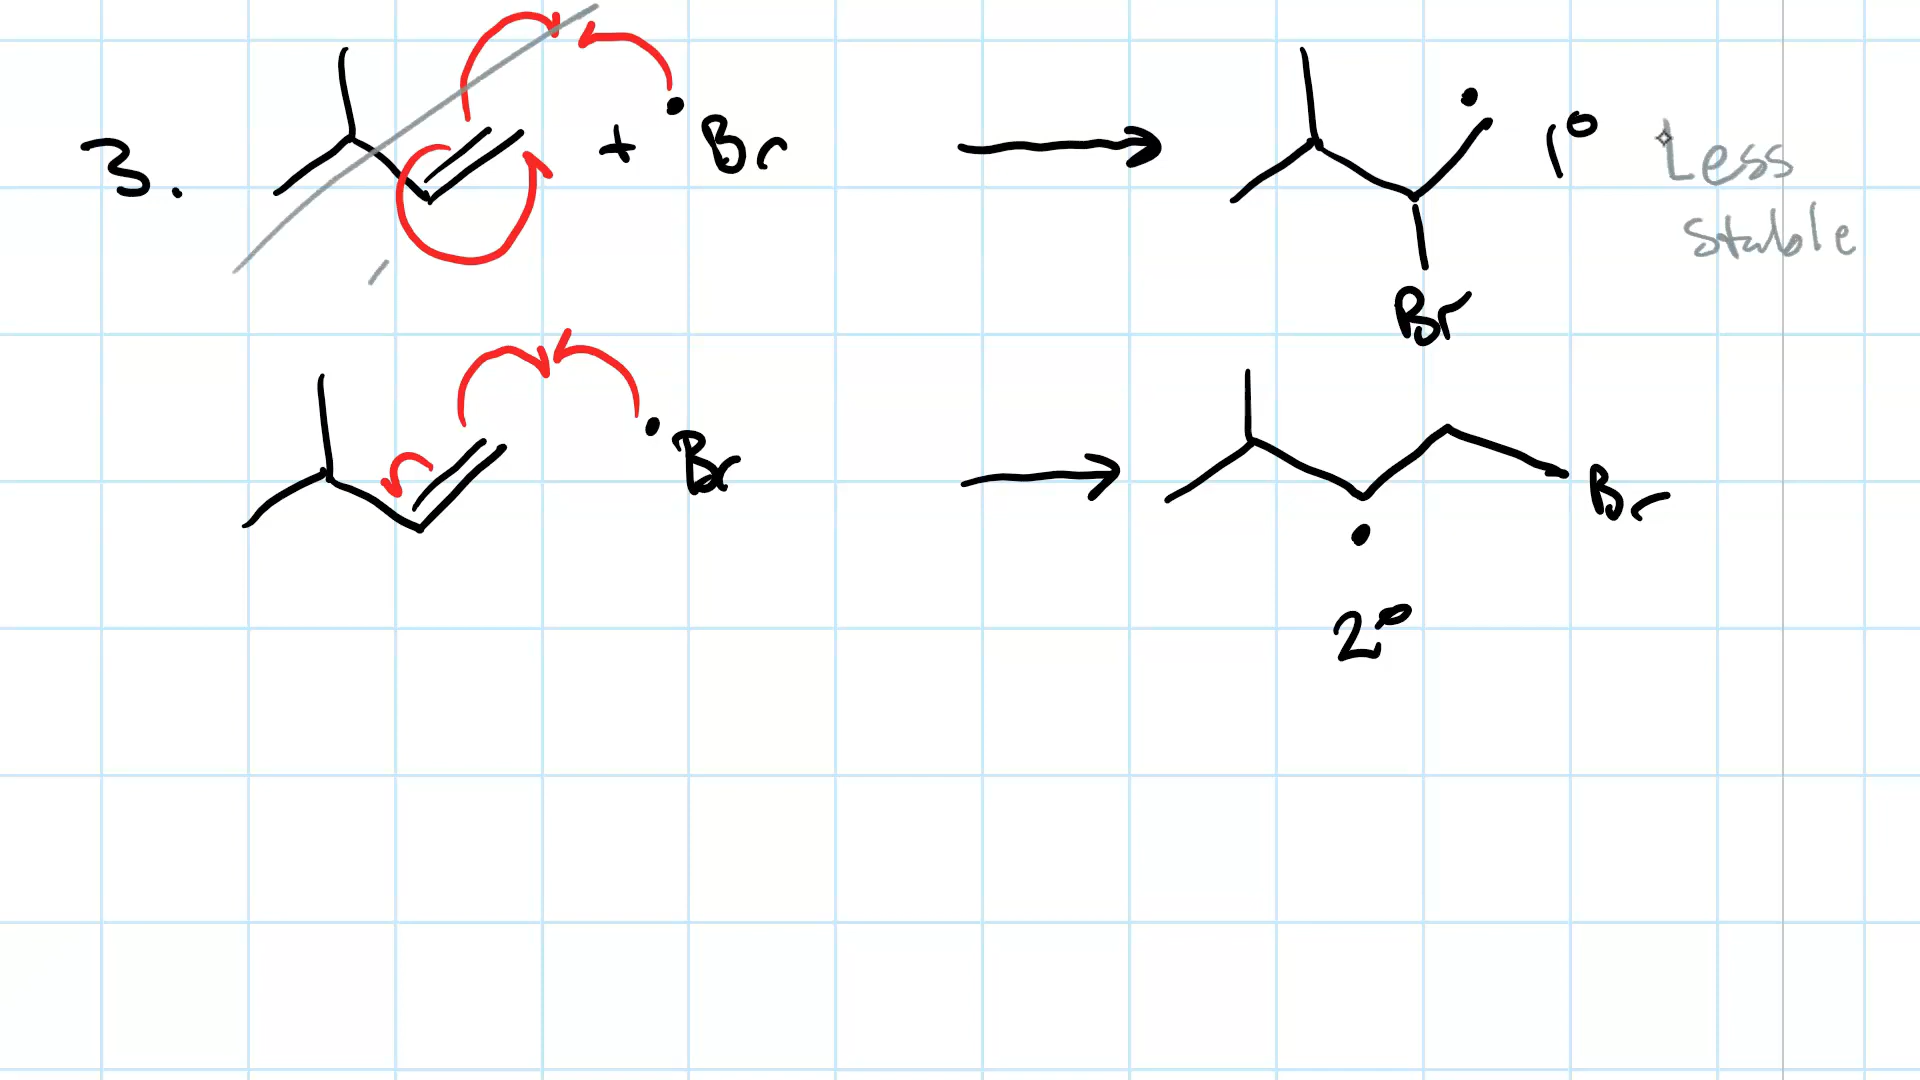 3. + •Br → • 1° Less
stable
Br
•Br → Br
•
2°